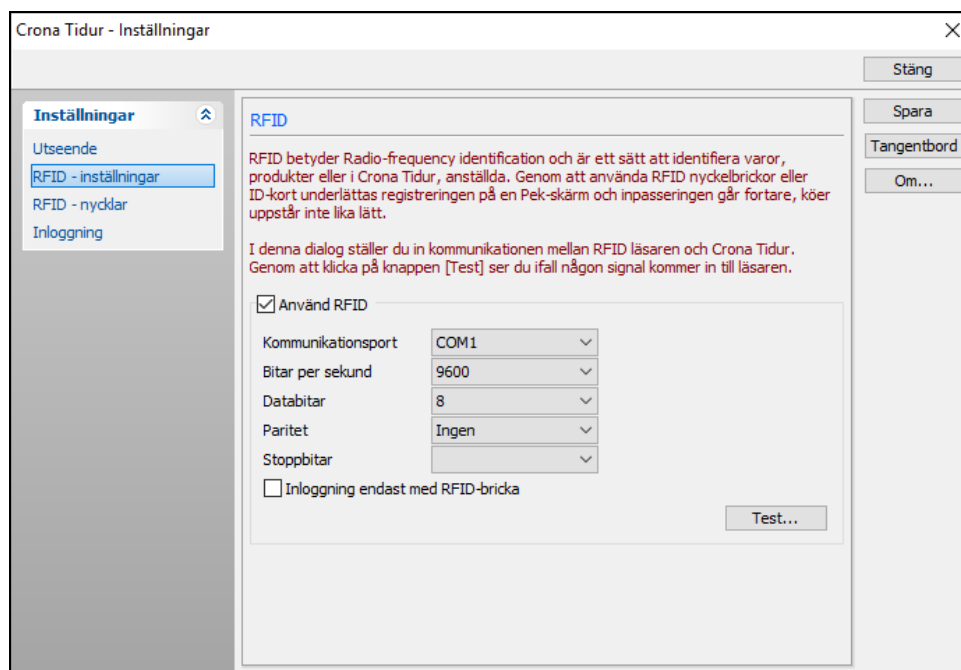 Crona Tidur - Inställningar
Stäng
Inställningar
Utseende
RFID - inställningar
RFID - nycklar
Inloggning
RFID
RFID betyder Radio-frequency identification och är ett sätt att identifiera varor,
produkter eller i Crona Tidur, anställda. Genom att använda RFID nyckelbrickor eller
ID-kort underlättas registreringen på en Pek-skärm och inpasseringen går fortare, köer
uppstår inte lika lätt.
I denna dialog ställer du in kommunikationen mellan RFID läsaren och Crona Tidur.
Genom att klicka på knappen [Test] ser du ifall någon signal kommer in till läsaren.
Använd RFID
Kommunikationsport COM1
Bitar per sekund 9600
Databitar 8
Paritet Ingen
Stoppbitar
Inloggning endast med RFID-bricka
Test...
Spara
Tangentbord
Om...